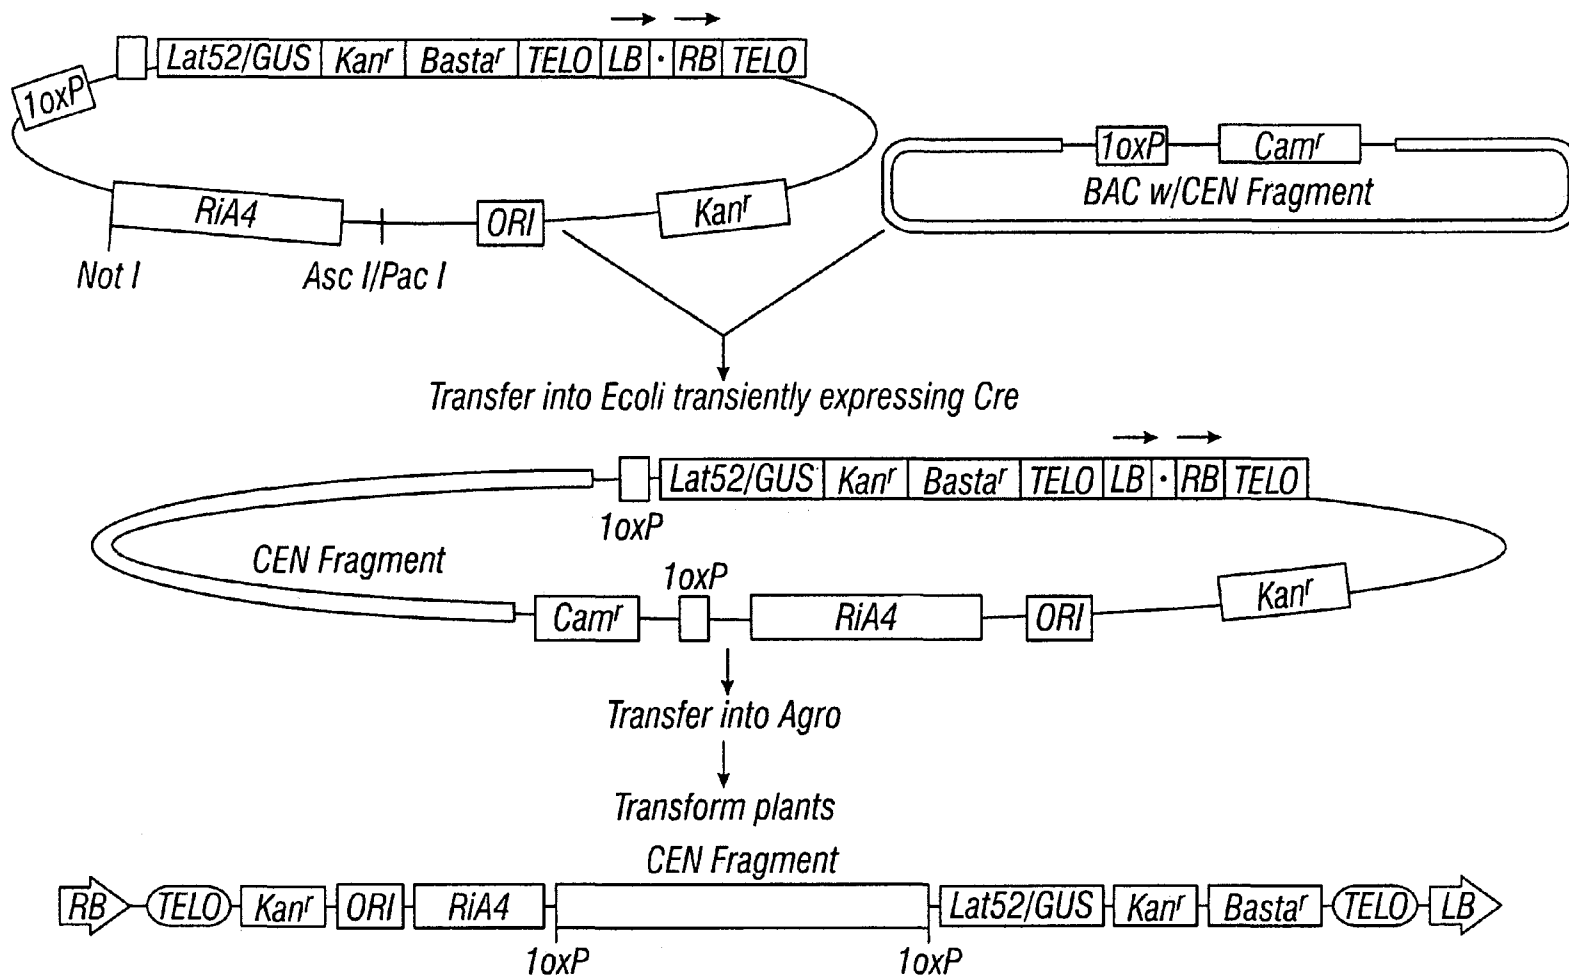 Lat52/GUS Kanʳ Bastaʳ TELO LB · RB TELO
1oxP
1oxP Camʳ
BAC w/CEN Fragment
RiA4 ORI Kanʳ
Not I Asc I/Pac I
Transfer into Ecoli transiently expressing Cre
Lat52/GUS Kanʳ Bastaʳ TELO LB · RB TELO
1oxP
CEN Fragment
1oxP
Camʳ RiA4 ORI Kanʳ
Transfer into Agro
Transform plants
CEN Fragment
RB TELO Kanʳ ORI RiA4 Lat52/GUS Kanʳ Bastaʳ TELO LB
1oxP 1oxP